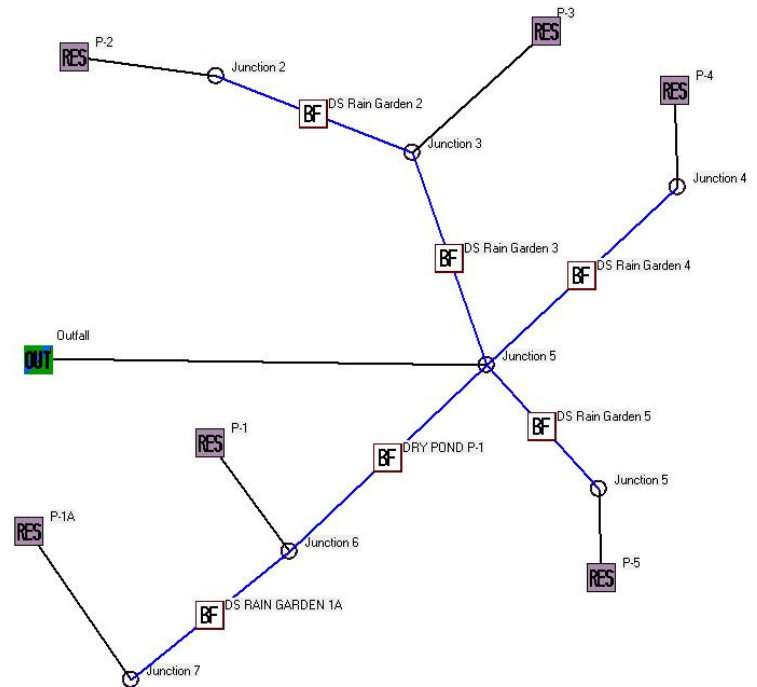 P-3
RES
P-2
RES
Junction 2
P-4
RES
DS Rain Garden 2
BF
Junction 3
Junction 4
DS Rain Garden 3
BF
DS Rain Garden 4
BF
Outfall
OUT
Junction 5
DS Rain Garden 5
BF
P-1
RES
DRY POND P-1
BF
Junction 5
P-1A
RES
Junction 6
P-5
RES
DS RAIN GARDEN 1A
BF
Junction 7